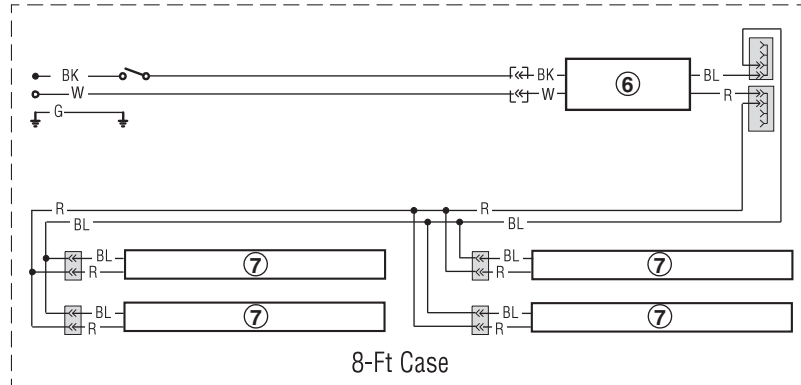 BK BK 6 BL
W W R
G
R R
BL BL
BL 7 BL 7
R R
BL 7 BL 7
R R
8-Ft Case